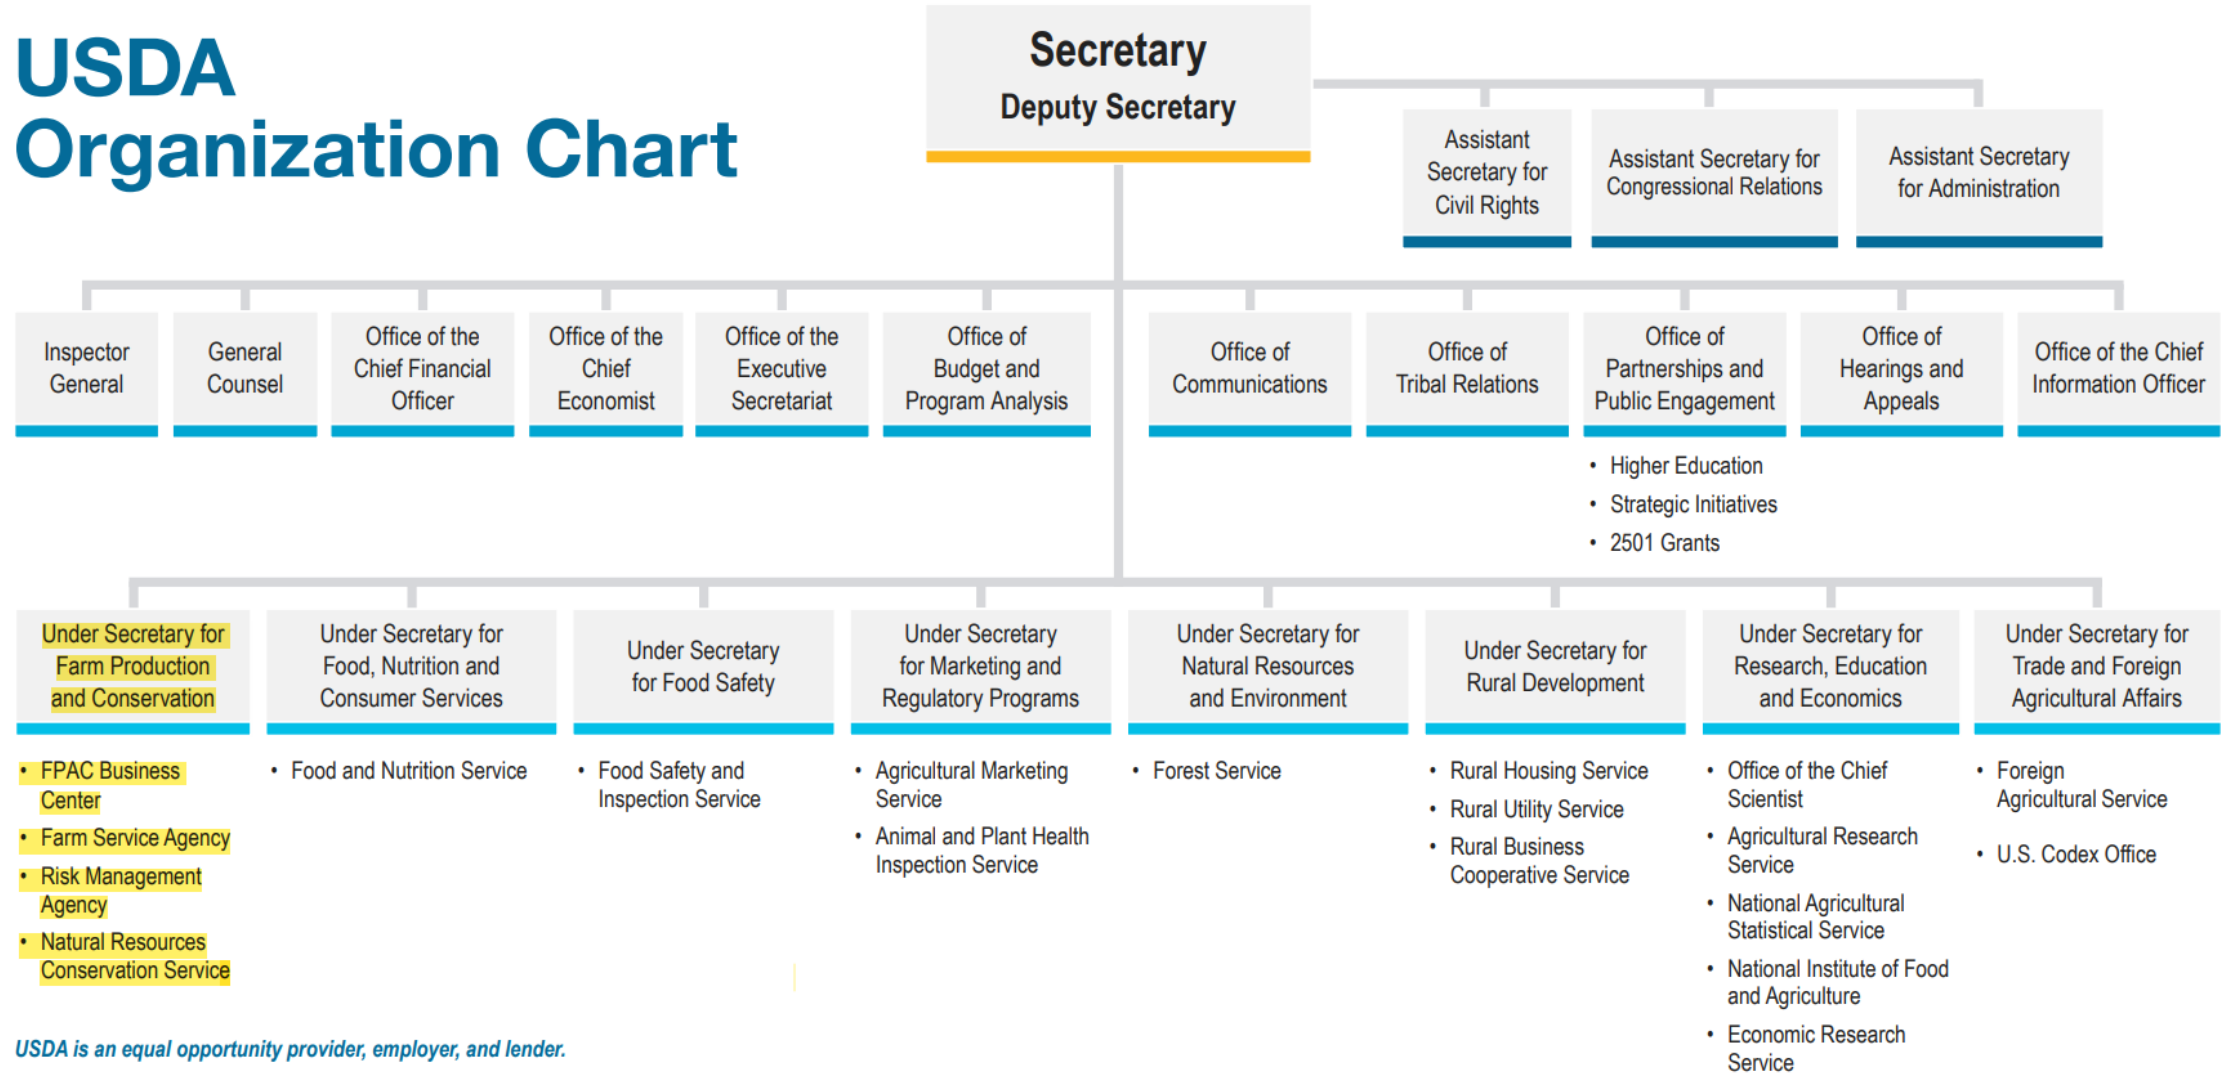 USDA
Organization Chart
Secretary
Deputy Secretary
Assistant
Secretary for
Civil Rights
Assistant Secretary for
Congressional Relations
Assistant Secretary
for Administration
Inspector
General
General
Counsel
Office of the
Chief Financial
Officer
Office of the
Chief
Economist
Office of the
Executive
Secretariat
Office of
Budget and
Program Analysis
Office of
Communications
Office of
Tribal Relations
Office of
Partnerships and
Public Engagement
• Higher Education
• Strategic Initiatives
• 2501 Grants
Office of
Hearings and
Appeals
Office of the Chief
Information Officer
Under Secretary for
Farm Production
and Conservation
• FPAC Business
Center
• Farm Service Agency
• Risk Management
Agency
• Natural Resources
Conservation Service
Under Secretary for
Food, Nutrition and
Consumer Services
• Food and Nutrition Service
Under Secretary
for Food Safety
• Food Safety and
Inspection Service
Under Secretary
for Marketing and
Regulatory Programs
• Agricultural Marketing
Service
• Animal and Plant Health
Inspection Service
Under Secretary for
Natural Resources
and Environment
• Forest Service
Under Secretary for
Rural Development
• Rural Housing Service
• Rural Utility Service
• Rural Business
Cooperative Service
Under Secretary for
Research, Education
and Economics
• Office of the Chief
Scientist
• Agricultural Research
Service
• National Agricultural
Statistical Service
• National Institute of Food
and Agriculture
• Economic Research
Service
Under Secretary for
Trade and Foreign
Agricultural Affairs
• Foreign
Agricultural Service
• U.S. Codex Office
USDA is an equal opportunity provider, employer, and lender.